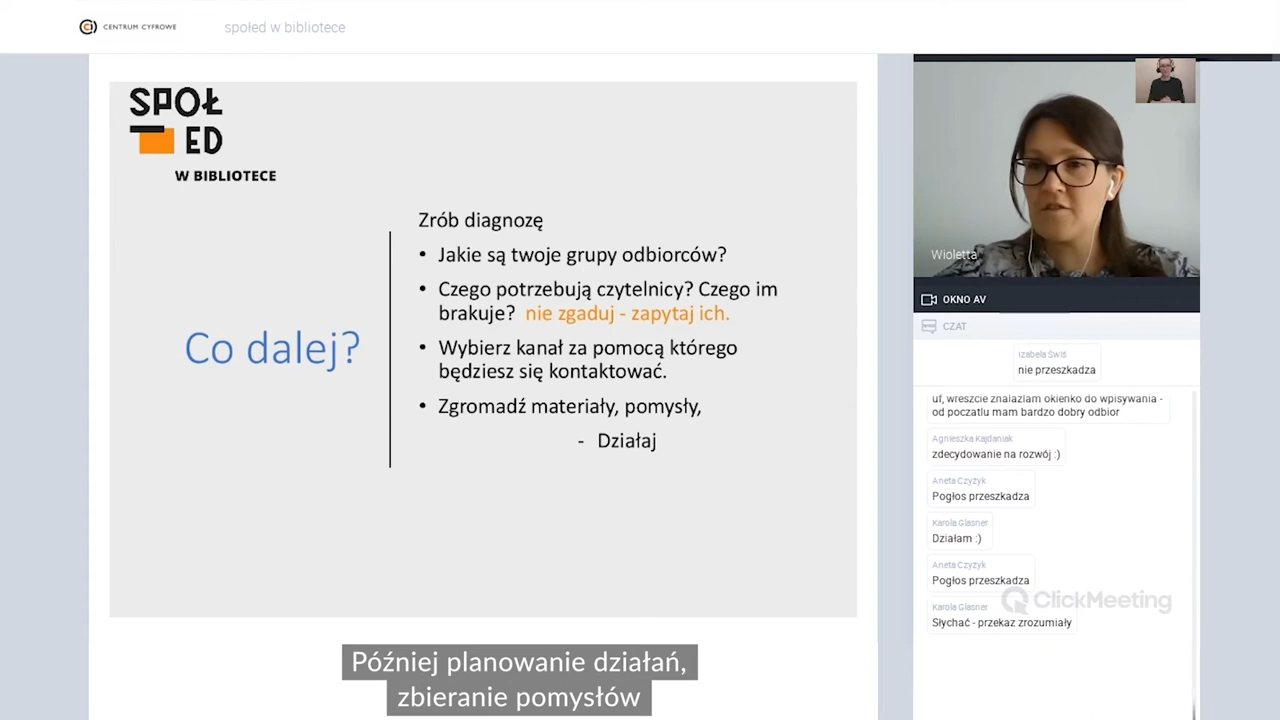 CENTRUM CYFROWE
społed w bibliotece
SPOŁ
ED
W BIBLIOTECE
Co dalej?
Zrób diagnozę
• Jakie są twoje grupy odbiorców?
• Czego potrzebują czytelnicy? Czego im
brakuje? nie zgaduj - zapytaj ich.
• Wybierz kanał za pomocą którego
będziesz się kontaktować.
• Zgromadź materiały, pomysły,
- Działaj
Później planowanie działań,
zbieranie pomysłów
Wioletta
OKNO AV
CZAT
Izabela Świś
nie przeszkadza
uf, wreszcie znalazlam okienko do wpisywania -
od poczatlu mam bardzo dobry odbior
Agnieszka Kajdaniak
zdecydowanie na rozwój :)
Aneta Czyżyk
Pogłos przeszkadza
Karola Glasner
Działam :)
Aneta Czyżyk
Pogłos przeszkadza
ClickMeeting
Karola Glasner
Słychać - przekaz zrozumiały